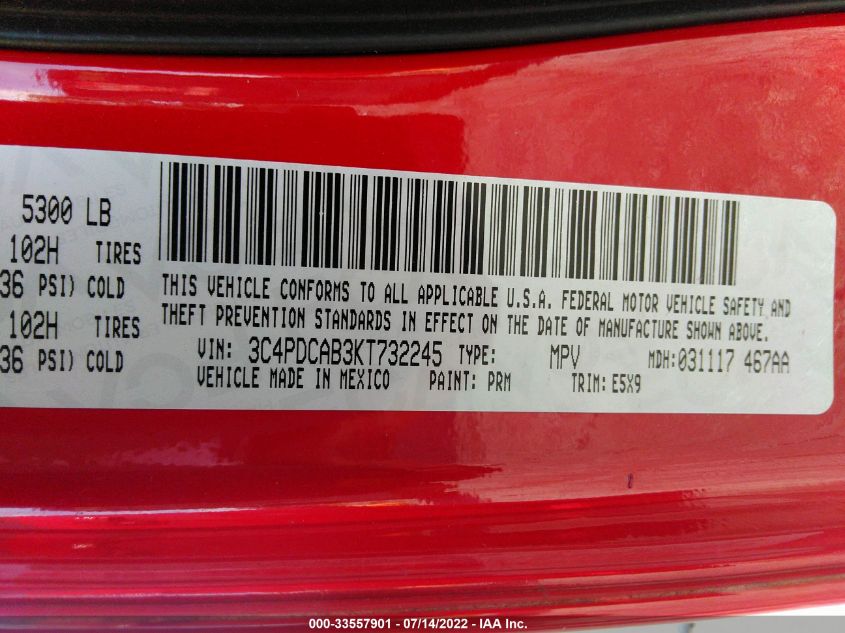 5300 LB
102H TIRES
36 PSI) COLD
102H TIRES
36 PSI) COLD
THIS VEHICLE CONFORMS TO ALL APPLICABLE U.S.A. FEDERAL MOTOR VEHICLE SAFETY AND
THEFT PREVENTION STANDARDS IN EFFECT ON THE DATE OF MANUFACTURE SHOWN ABOVE.
VIN: 3C4PDCAB3KT732245 TYPE: MPV MDH:031117 467AA
VEHICLE MADE IN MEXICO PAINT: PRM TRIM: E5X9
000-33557901 - 07/14/2022 - IAA Inc.